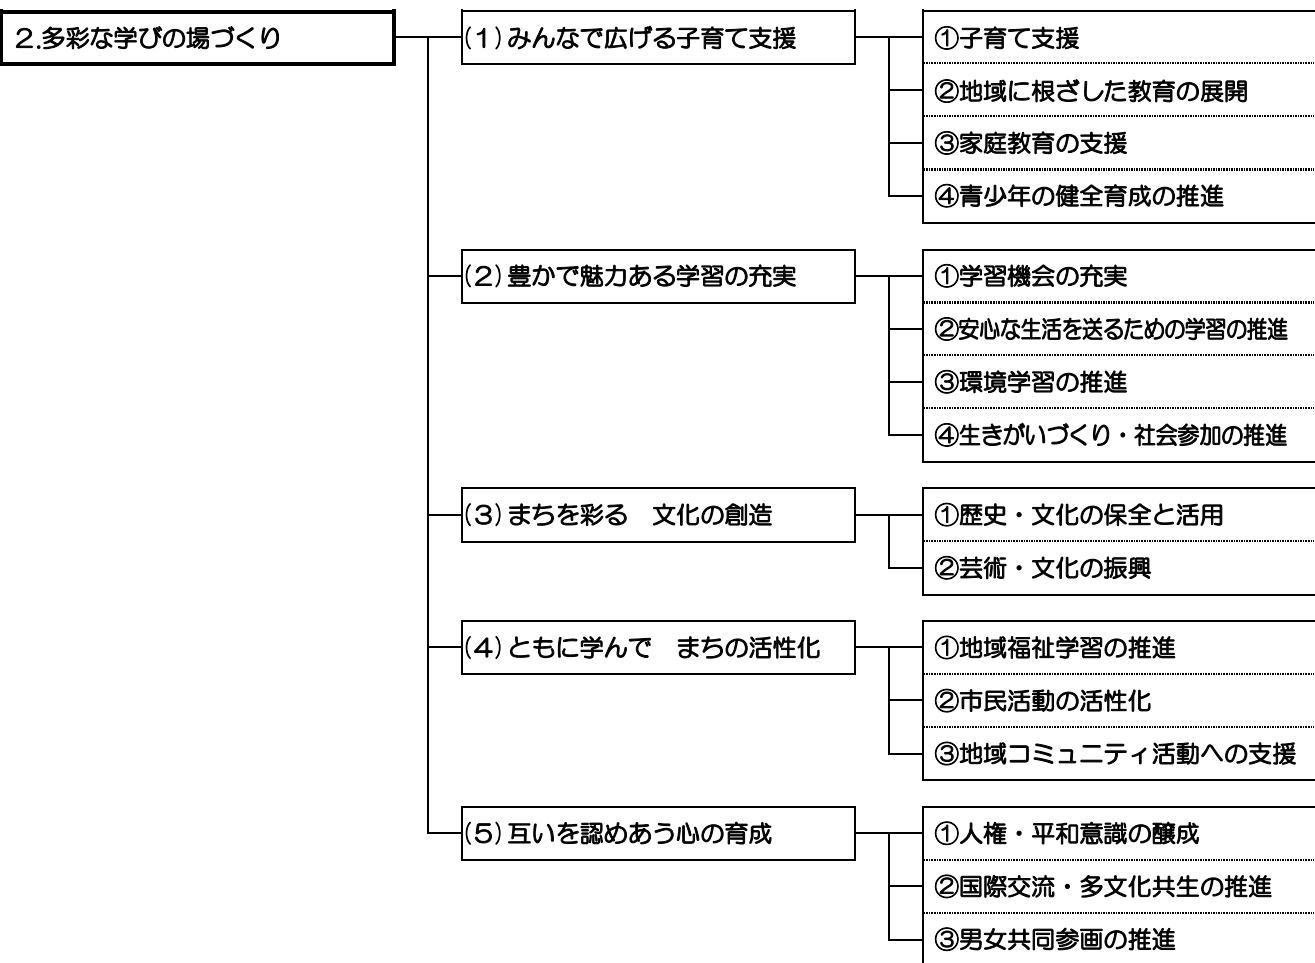 ２.多彩な学びの場づくり
(１)みんなで広げる子育て支援
①子育て支援
②地域に根ざした教育の展開
③家庭教育の支援
④青少年の健全育成の推進
(２)豊かで魅力ある学習の充実
①学習機会の充実
②安心な生活を送るための学習の推進
③環境学習の推進
④生きがいづくり・社会参加の推進
(３)まちを彩る　文化の創造
①歴史・文化の保全と活用
②芸術・文化の振興
(４)ともに学んで　まちの活性化
①地域福祉学習の推進
②市民活動の活性化
③地域コミュニティ活動への支援
(５)互いを認めあう心の育成
①人権・平和意識の醸成
②国際交流・多文化共生の推進
③男女共同参画の推進